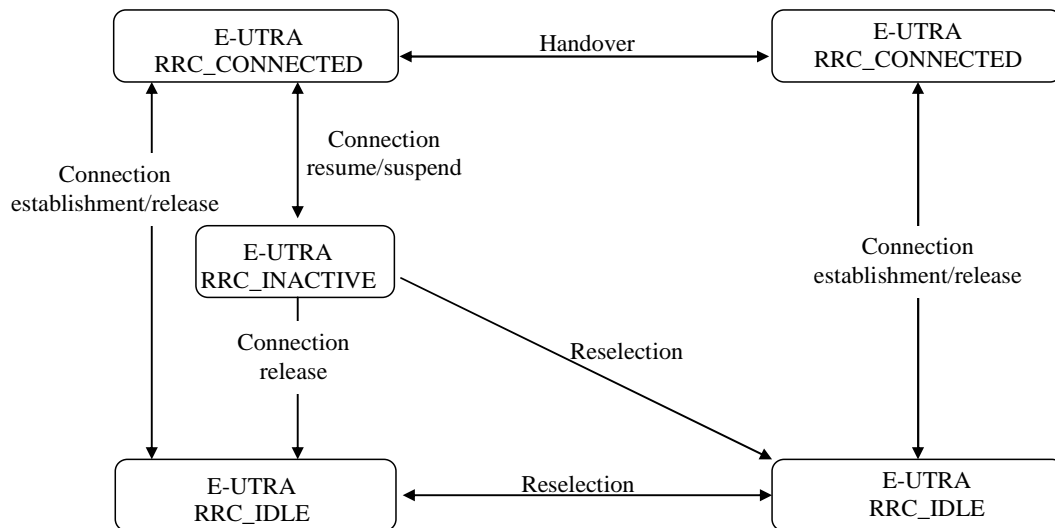 E-UTRA
RRC_CONNECTED
Handover
E-UTRA
RRC_CONNECTED
Connection
resume/suspend
Connection
establishment/release
E-UTRA
RRC_INACTIVE
Connection
establishment/release
Connection
release
Reselection
E-UTRA
RRC_IDLE
Reselection
E-UTRA
RRC_IDLE